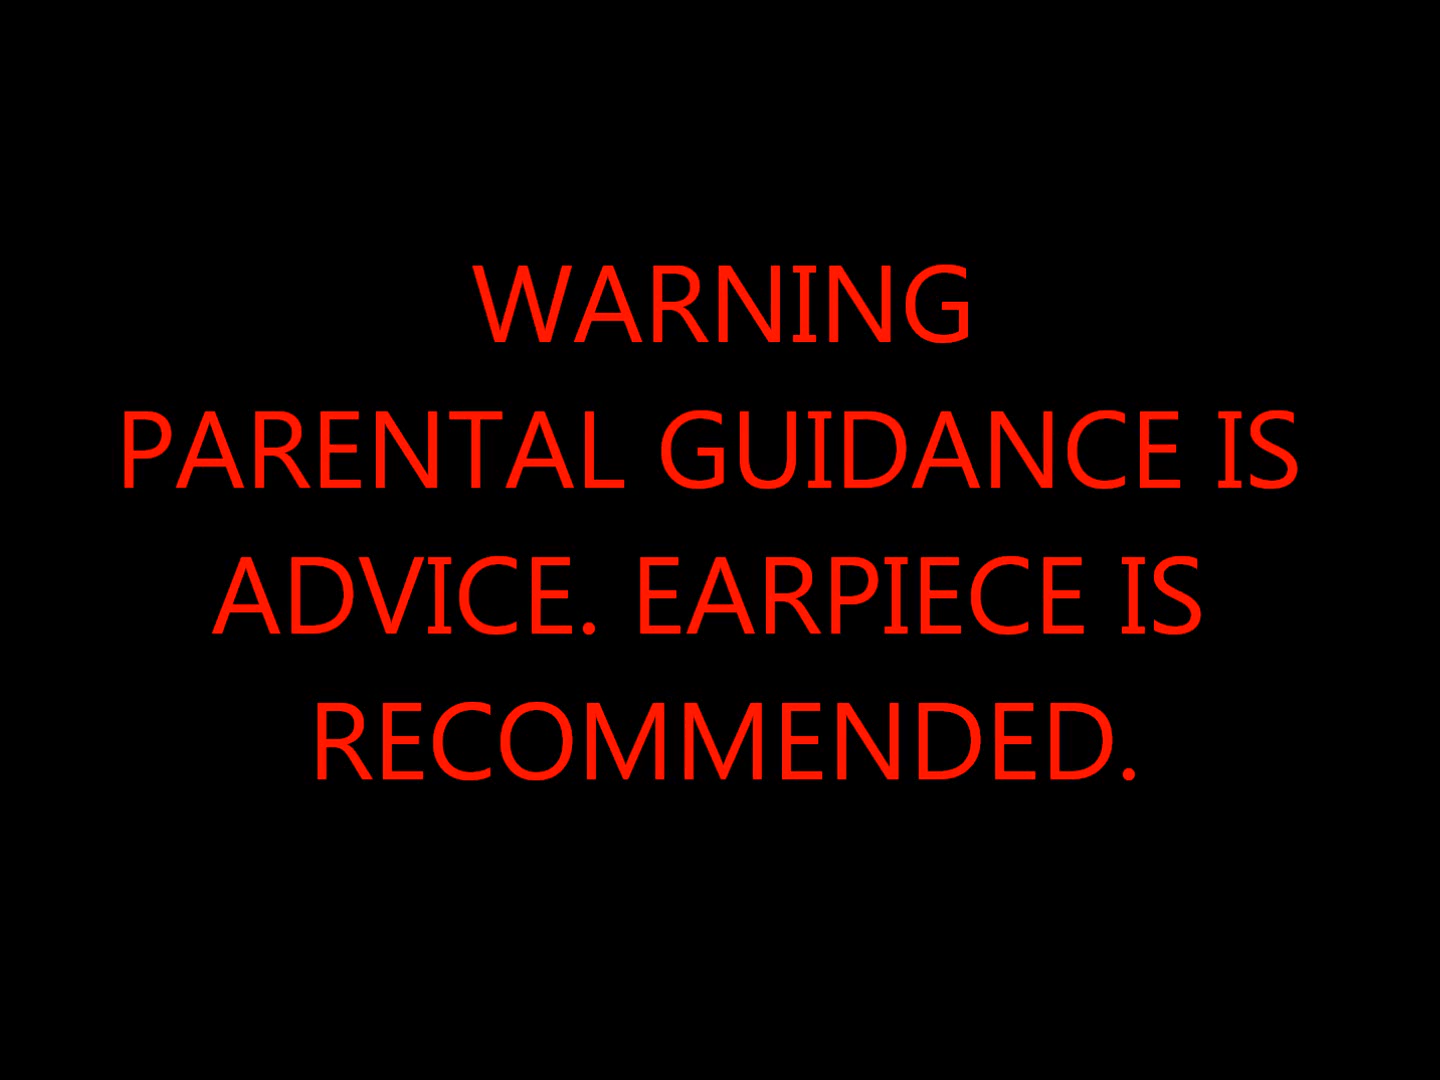 WARNING
PARENTAL GUIDANCE IS
ADVICE. EARPIECE IS
RECOMMENDED.